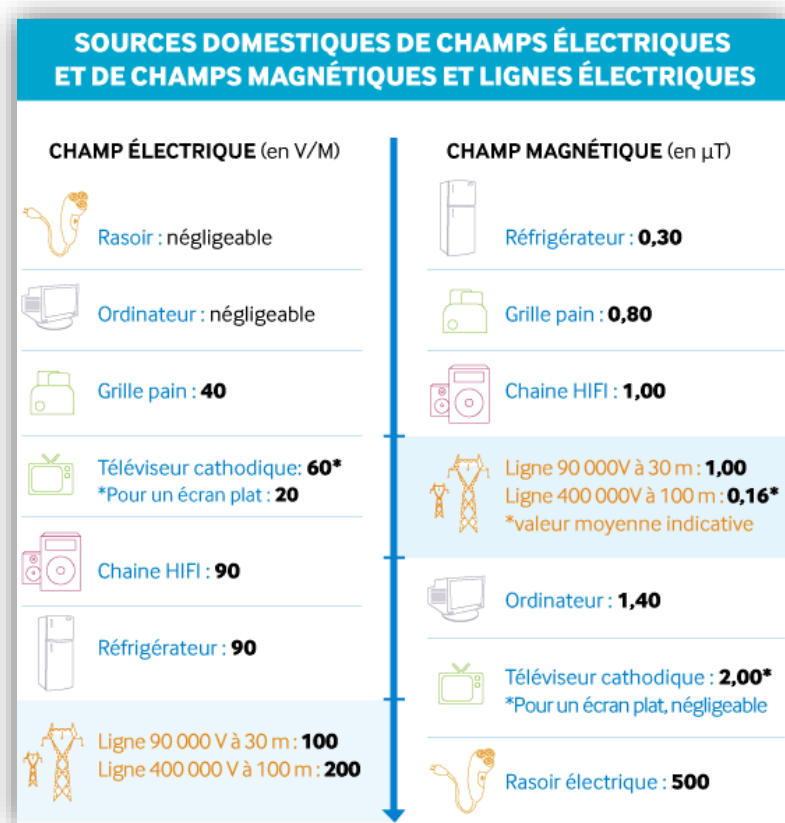 SOURCES DOMESTIQUES DE CHAMPS ÉLECTRIQUES
ET DE CHAMPS MAGNÉTIQUES ET LIGNES ÉLECTRIQUES
CHAMP ÉLECTRIQUE (en V/M)
Rasoir : négligeable
Ordinateur : négligeable
Grille pain : 40
Téléviseur cathodique: 60*
*Pour un écran plat : 20
Chaine HIFI : 90
Réfrigérateur : 90
Ligne 90 000 V à 30 m : 100
Ligne 400 000 V à 100 m : 200
CHAMP MAGNÉTIQUE (en µT)
Réfrigérateur : 0,30
Grille pain : 0,80
Chaine HIFI : 1,00
Ligne 90 000V à 30 m : 1,00
Ligne 400 000V à 100 m : 0,16*
*valeur moyenne indicative
Ordinateur : 1,40
Téléviseur cathodique : 2,00*
*Pour un écran plat, négligeable
Rasoir électrique : 500